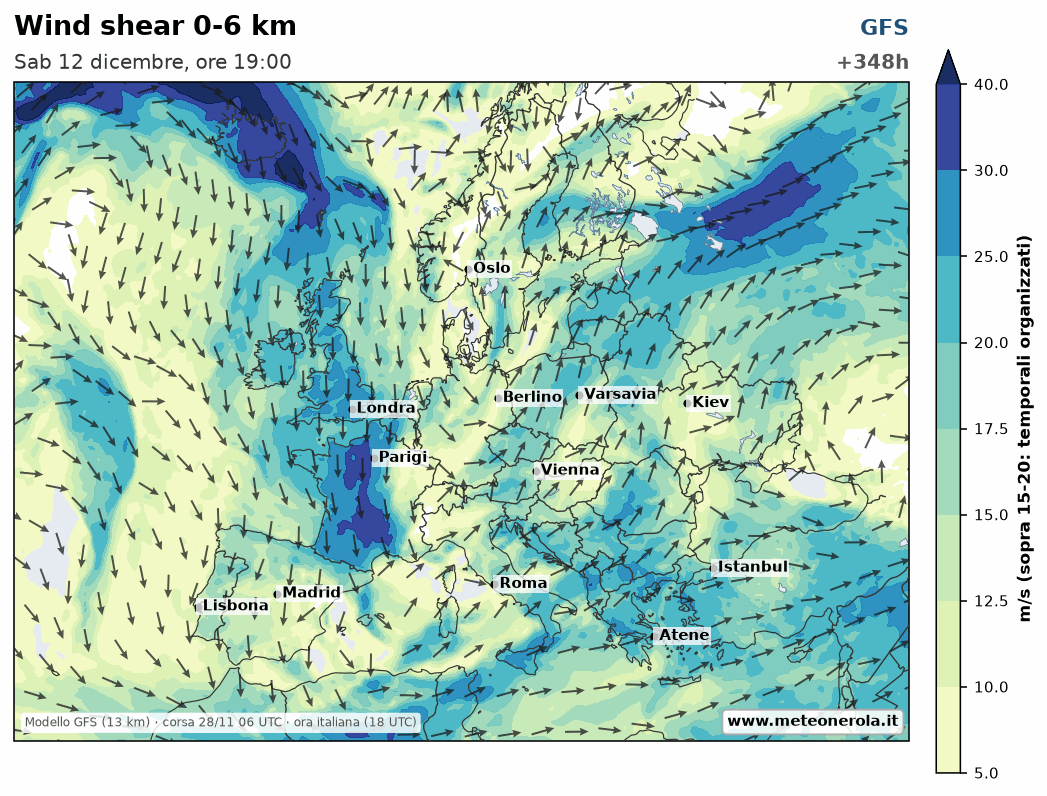 Wind shear 0-6 km
GFS
Sab 12 dicembre, ore 19:00
+348h
40.0
30.0
25.0
20.0
17.5
15.0
12.5
10.0
5.0
m/s (sopra 15-20: temporali organizzati)
Oslo
Berlino
Varsavia
Kiev
Londra
Parigi
Vienna
Istanbul
Roma
Madrid
Lisbona
Atene
Modello GFS (13 km) · corsa 28/11 06 UTC · ora italiana (18 UTC)
www.meteonerola.it